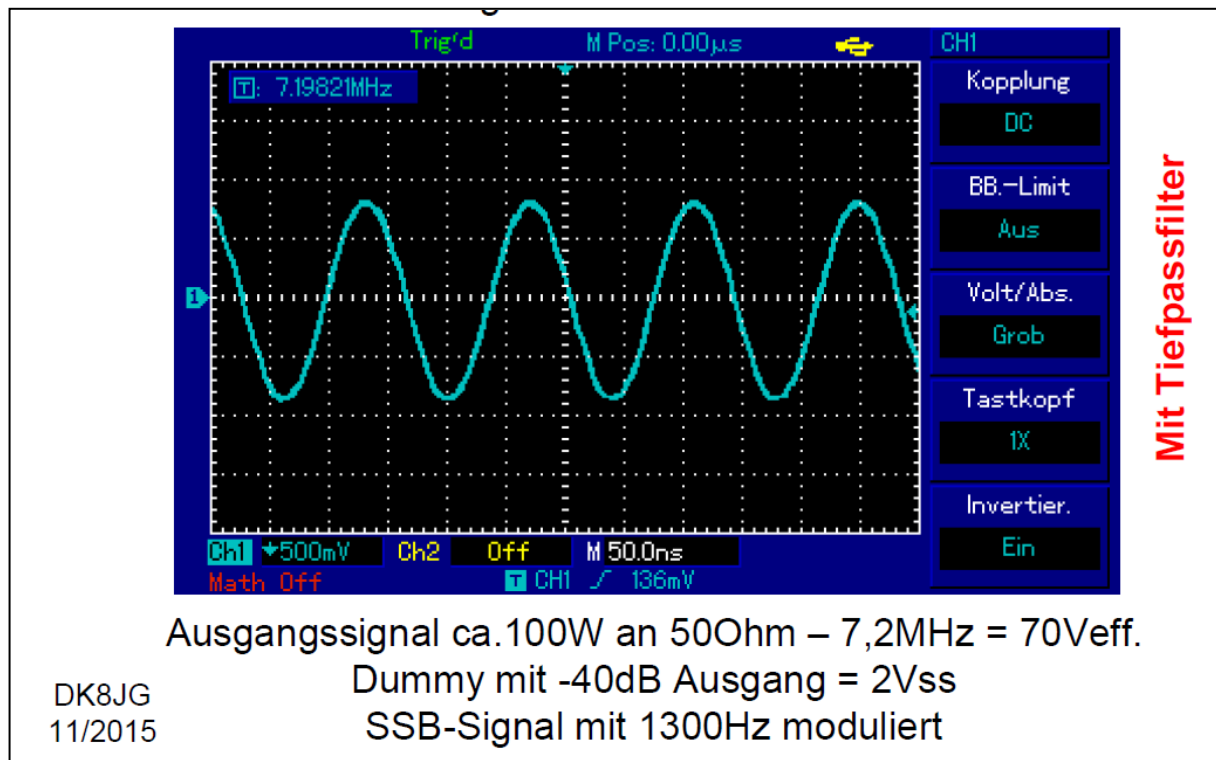 Trig'd M Pos: 0.00µs CH1
T: 7.19821MHz
Kopplung
DC
BB.-Limit
Aus
1
Volt/Abs.
Grob
Tastkopf
1X
Invertier.
Ein
Ch1 500mV Ch2 Off M 50.0ns
Math Off T CH1 136mV
Mit Tiefpassfilter
Ausgangssignal ca.100W an 50Ohm – 7,2MHz = 70Veff.
Dummy mit -40dB Ausgang = 2Vss
SSB-Signal mit 1300Hz moduliert
DK8JG
11/2015